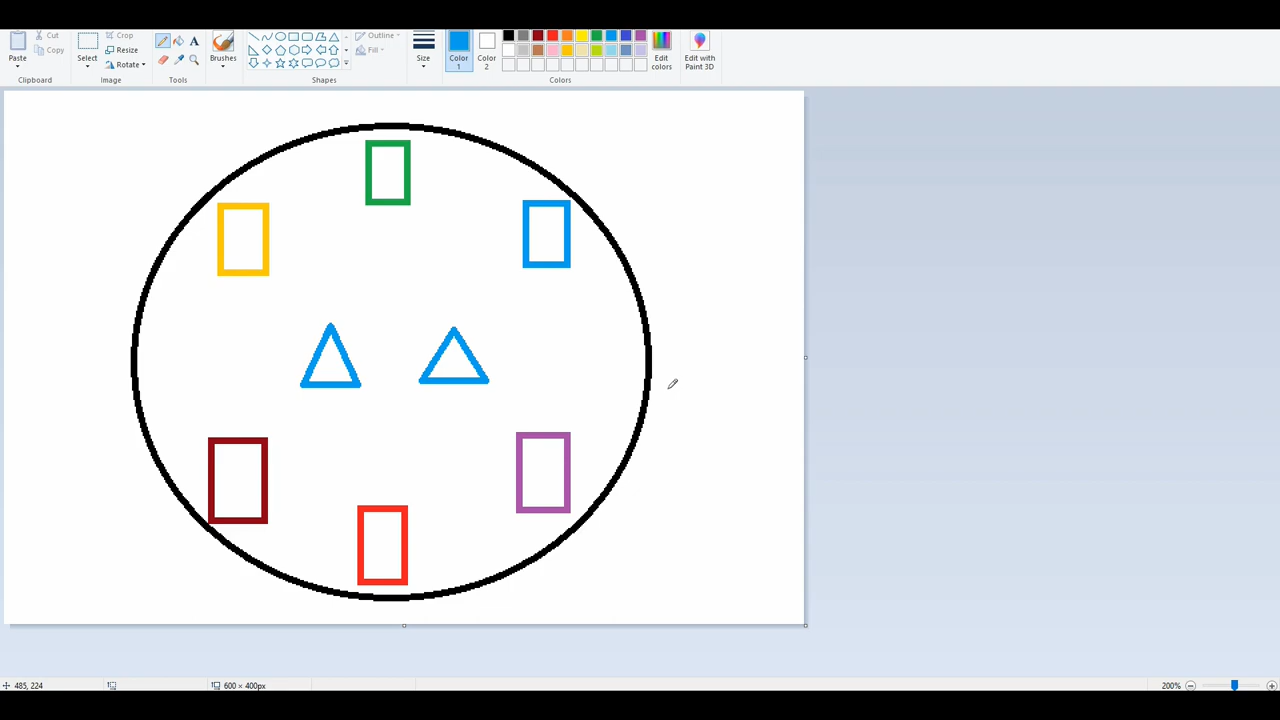 Cut Crop Outline
Copy Resize Fill
Paste Select Rotate A Brushes Size Color 1 Color 2 Edit colors Edit with Paint 3D
Clipboard Image Tools Shapes Colors
485, 224 600 × 400px 200%